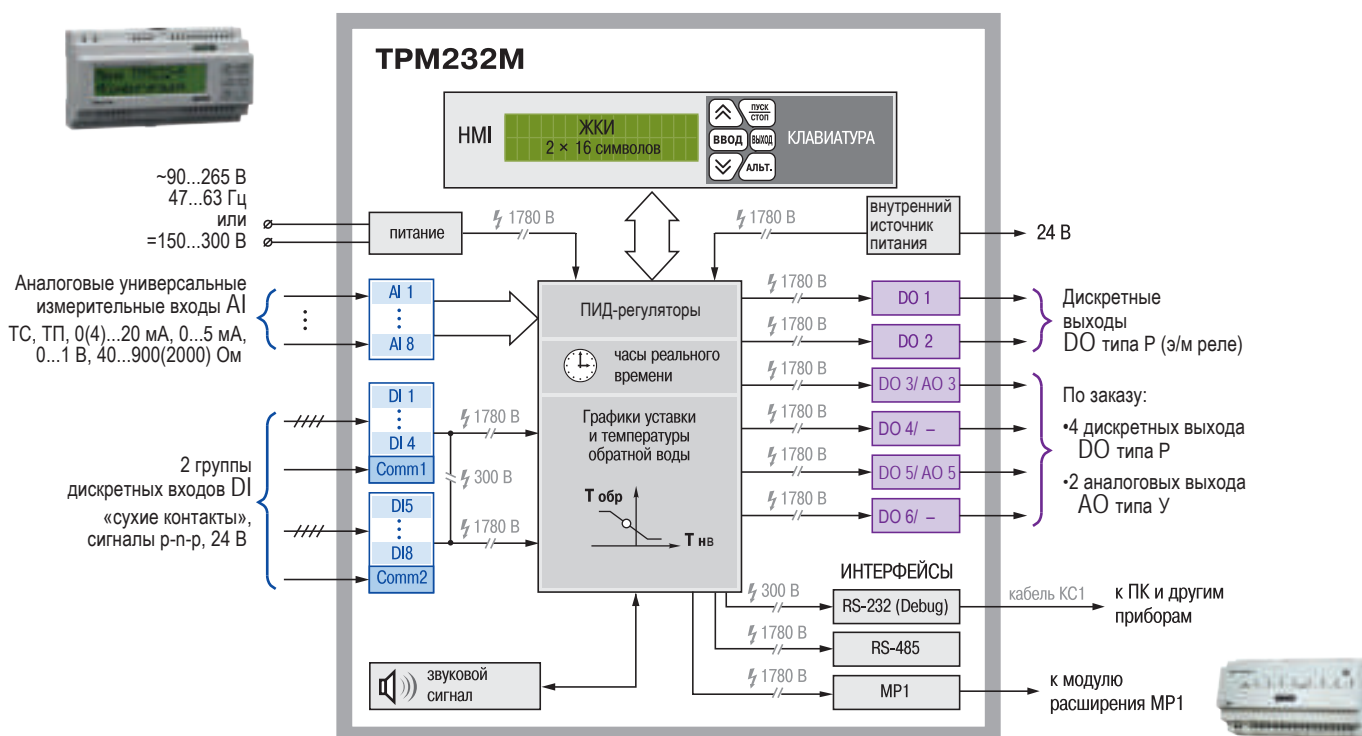 ТРМ232М
HMI
ЖКИ
2 × 16 символов
ПУСК
СТОП
ВВОД
ВЫХОД
АЛЬТ.
КЛАВИАТУРА
~90...265 В
47...63 Гц
или
=150...300 В
питание
1780 В
1780 В
внутренний
источник
питания
24 В
Аналоговые универсальные
измерительные входы AI
ТС, ТП, 0(4)...20 мА, 0...5 мА,
0...1 В, 40...900(2000) Ом
AI 1
AI 8
2 группы
дискретных входов DI
«сухие контакты»,
сигналы p-n-p, 24 В
DI 1
DI 4
Comm1
DI5
DI8
Comm2
1780 В
300 В
1780 В
ПИД-регуляторы
часы реального
времени
Графики уставки
и температуры
обратной воды
Т обр
Т нв
1780 В
DO 1
1780 В
DO 2
1780 В
DO 3/ AO 3
1780 В
DO 4/ –
1780 В
DO 5/ AO 5
1780 В
DO 6/ –
Дискретные
выходы
DO типа Р (э/м реле)
По заказу:
•4 дискретных выхода
DO типа Р
•2 аналоговых выхода
АО типа У
ИНТЕРФЕЙСЫ
300 В
RS-232 (Debug)
кабель КС1
к ПК и другим
приборам
1780 В
RS-485
1780 В
МР1
к модулю
расширения МР1
звуковой
сигнал